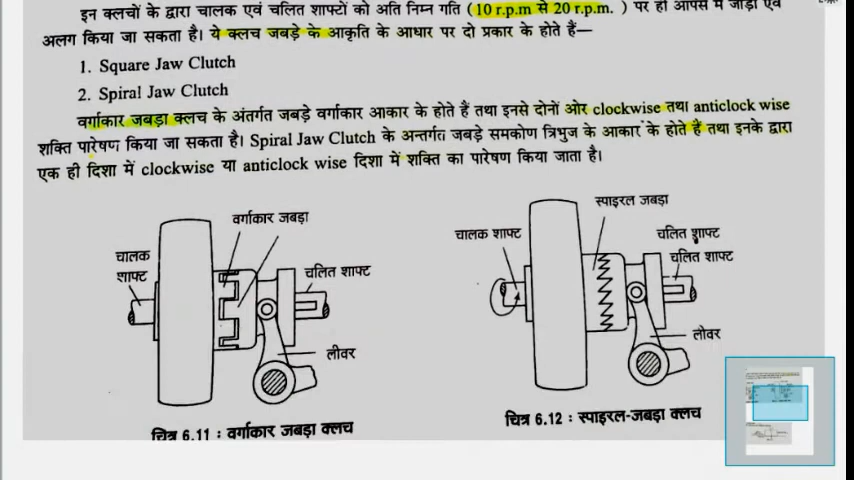 इन क्लचों के द्वारा चालक एवं चलित शाफ्टों को अति निम्न गति (10 r.p.m से 20 r.p.m. ) पर ही आपस में जोड़ा एवं
अलग किया जा सकता है। ये क्लच जबड़े के आकृति के आधार पर दो प्रकार के होते हैं—
1. Square Jaw Clutch
2. Spiral Jaw Clutch
वर्गाकार जबड़ा क्लच के अंतर्गत जबड़े वर्गाकार आकार के होते हैं तथा इनसे दोनों ओर clockwise तथा anticlock wise
शक्ति पारेषण किया जा सकता है। Spiral Jaw Clutch के अन्तर्गत जबड़े समकोण त्रिभुज के आकार के होते हैं तथा इनके द्वारा
एक ही दिशा में clockwise या anticlock wise दिशा में शक्ति का पारेषण किया जाता है।
वर्गाकार जबड़ा
चालक
शाफ्ट
चलित शाफ्ट
लीवर
चित्र 6.11 : वर्गाकार जबड़ा क्लच
स्पाइरल जबड़ा
चालक शाफ्ट
चलित शाफ्ट
चलित शाफ्ट
लीवर
चित्र 6.12 : स्पाइरल-जबड़ा क्लच